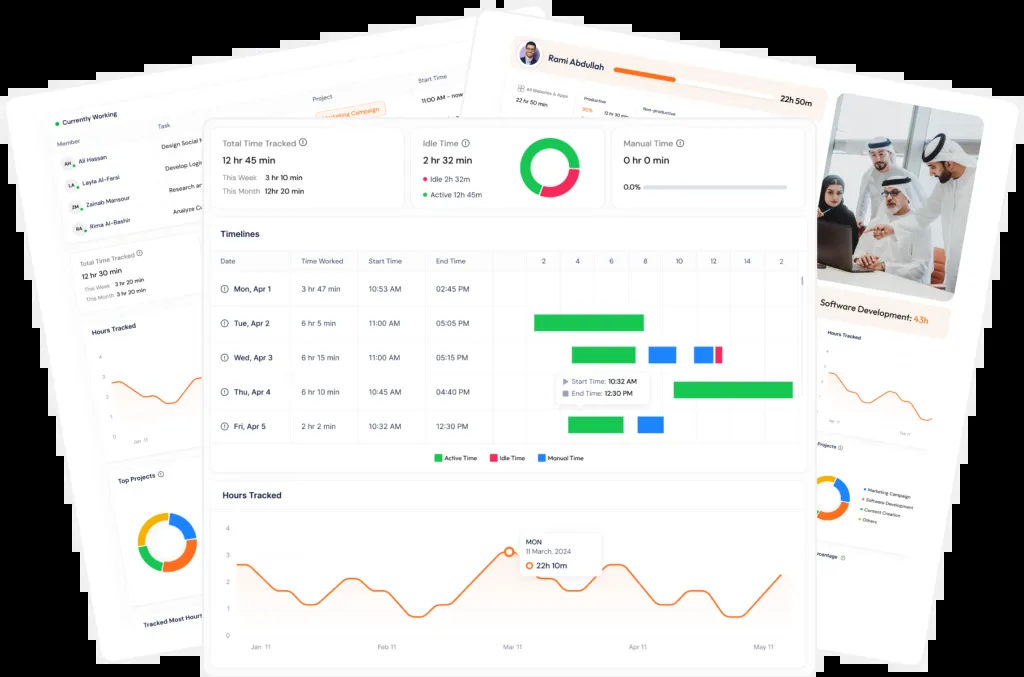 Currently Working
Member
Task
Project
Start Time
AH Ali Hassan
Design Social
Marketing Campaign
11:00 AM – now
LA Layla Al-Farsi
Develop Logi
ZM Zainab Mansour
Research an
RA Rima Al-Bashir
Analyze
Total Time Tracked
12 hr 30 min
This Week 3 hr 20 min
This Month 3 hr 20 min
Hours Tracked
4
3
2
1
0
Jan 11
Top Projects
Tracked Most Hours
Rami Abdullah
22h 50m
All Websites & Apps
22 hr 50 min
Productive
Non-productive
Total Time Tracked
12 hr 45 min
This Week 3 hr 10 min
This Month 12hr 20 min
Idle Time
2 hr 32 min
Idle 2h 32m
Active 12h 45m
Manual Time
0 hr 0 min
0.0%
Timelines
Date Time Worked Start Time End Time 2 4 6 8 10 12 14 2
Mon, Apr 1 3 hr 47 min 10:53 AM 02:45 PM
Tue, Apr 2 6 hr 5 min 11:00 AM 05:05 PM
Wed, Apr 3 6 hr 15 min 11:00 AM 05:15 PM
Start Time: 10:32 AM
End Time: 12:30 PM
Thu, Apr 4 6 hr 10 min 10:45 AM 04:40 PM
Fri, Apr 5 2 hr 2 min 10:32 AM 12:30 PM
Active Time Idle Time Manual Time
Hours Tracked
4
3
2
1
0
MON
11 March, 2024
22h 10m
Jan 11 Feb 11 Mar 11 Apr 11 May 11
Software Development: 43h
Hours Tracked
Projects
Marketing Campaign
Software Development
Content Creation
Others